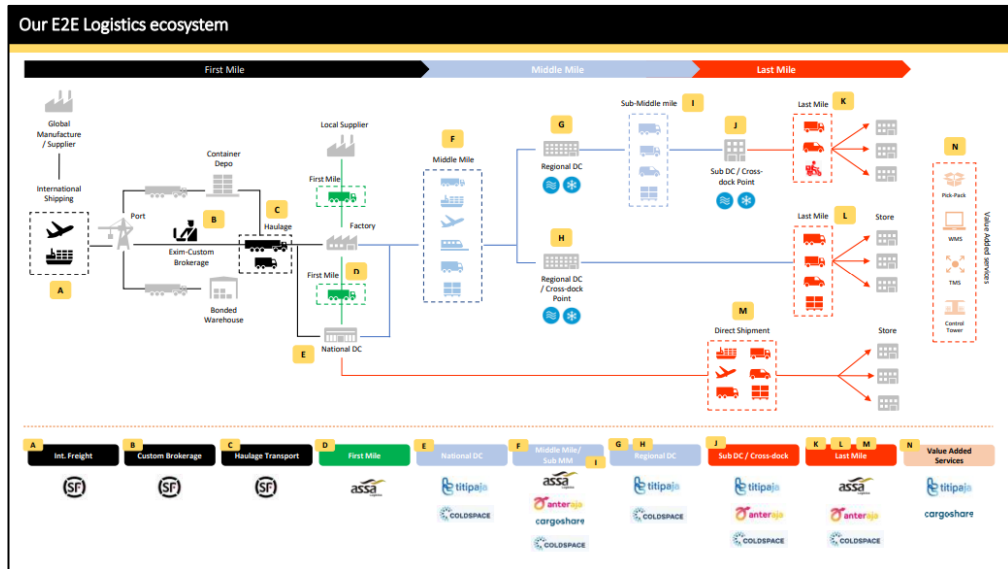 Our E2E Logistics ecosystem
First Mile
Middle Mile
Last Mile
Global
Manufacture
/ Supplier
International
Shipping
A
Port
Container
Depo
B
Exim-Custom
Brokerage
Bonded
Warehouse
C
Haulage
Local Supplier
First Mile
Factory
First Mile
D
E
National DC
F
Middle Mile
G
Regional DC
H
Regional DC
/ Cross-dock
Point
Sub-Middle mile
I
J
Sub DC / Cross-
dock Point
Last Mile
K
Last Mile
L
Store
M
Direct Shipment
Store
N
Pick-Pack
WMS
TMS
Control
Tower
Value Added services
A
Int. Freight
SF
B
Custom Brokerage
SF
C
Haulage Transport
SF
D
First Mile
assa
E
National DC
titipaja
COLDSPACE
F
Middle Mile/
Sub MM
I
assa
anteraja
cargoshare
COLDSPACE
G
H
Regional DC
titipaja
COLDSPACE
J
Sub DC / Cross-dock
titipaja
anteraja
COLDSPACE
K
L
M
Last Mile
assa
anteraja
COLDSPACE
N
Value Added
Services
titipaja
cargoshare